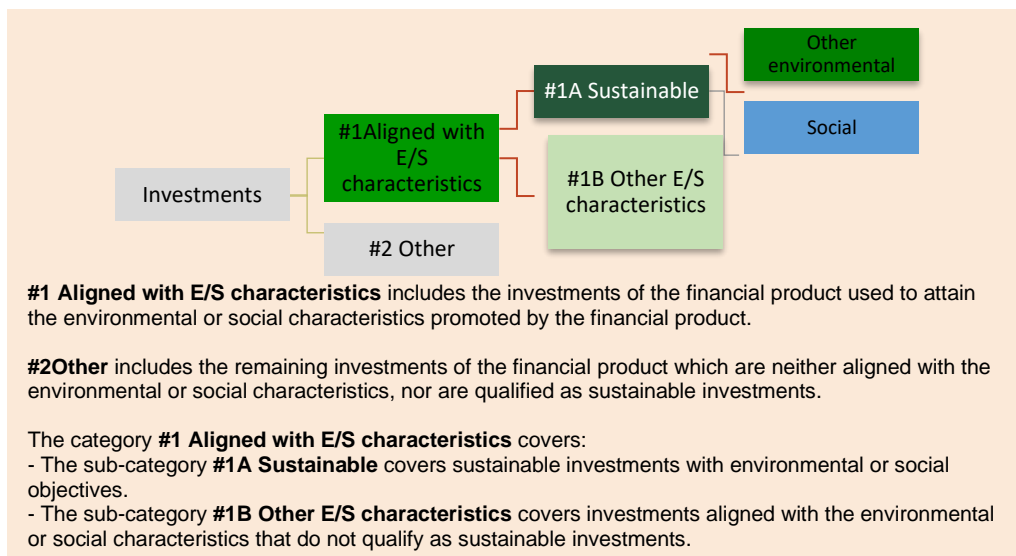 Investments
#1Aligned with
E/S
characteristics
#2 Other
#1A Sustainable
#1B Other E/S
characteristics
Other
environmental
Social
#1 Aligned with E/S characteristics includes the investments of the financial product used to attain
the environmental or social characteristics promoted by the financial product.
#2Other includes the remaining investments of the financial product which are neither aligned with the
environmental or social characteristics, nor are qualified as sustainable investments.
The category #1 Aligned with E/S characteristics covers:
- The sub-category #1A Sustainable covers sustainable investments with environmental or social
objectives.
- The sub-category #1B Other E/S characteristics covers investments aligned with the environmental
or social characteristics that do not qualify as sustainable investments.